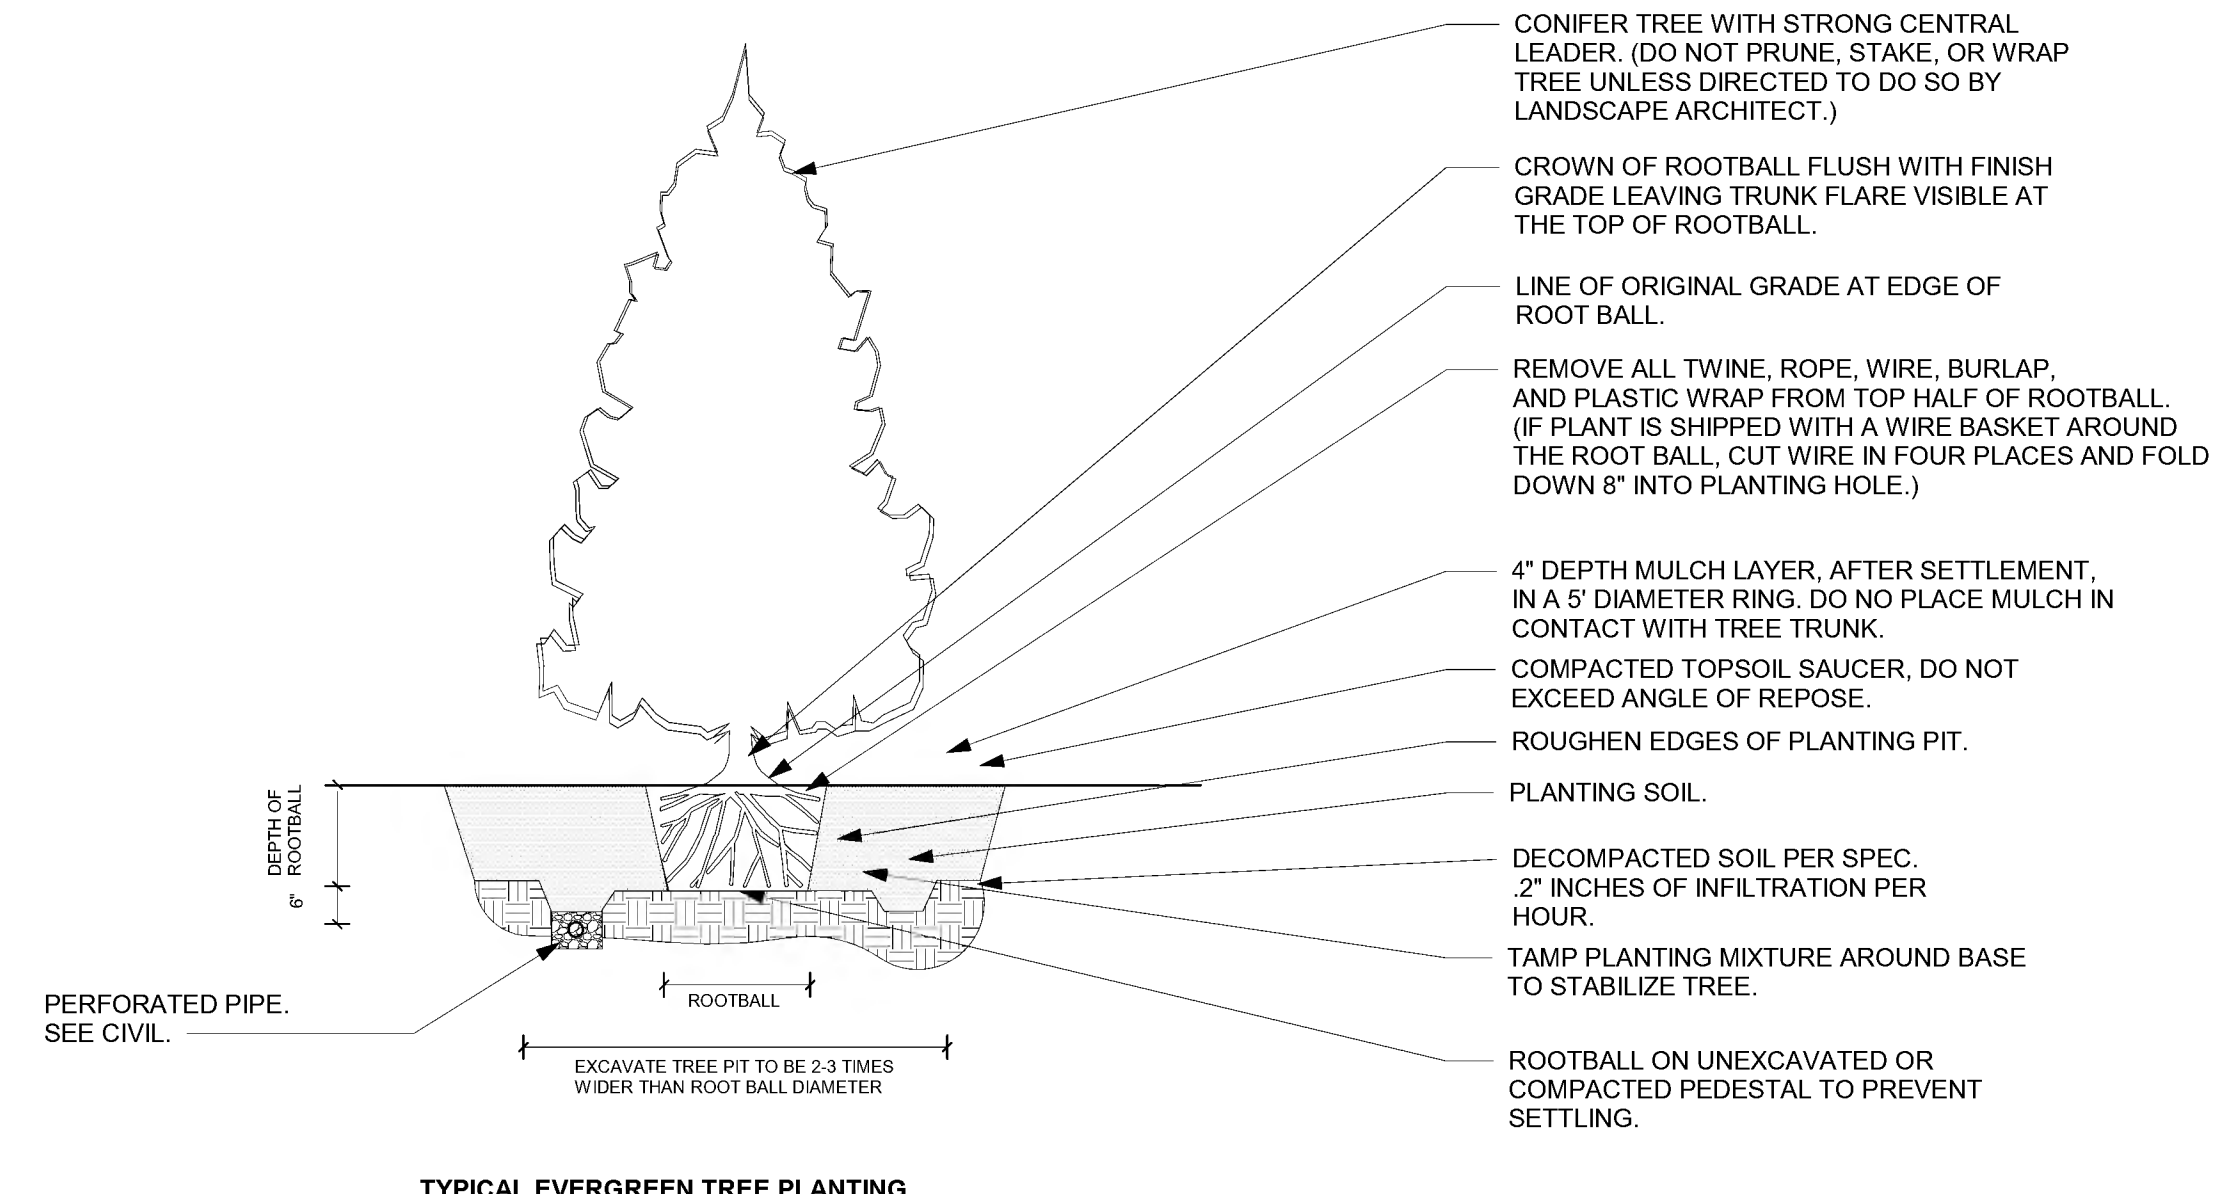 CONIFER TREE WITH STRONG CENTRAL
LEADER. (DO NOT PRUNE, STAKE, OR WRAP
TREE UNLESS DIRECTED TO DO SO BY
LANDSCAPE ARCHITECT.)
CROWN OF ROOTBALL FLUSH WITH FINISH
GRADE LEAVING TRUNK FLARE VISIBLE AT
THE TOP OF ROOTBALL.
LINE OF ORIGINAL GRADE AT EDGE OF
ROOT BALL.
REMOVE ALL TWINE, ROPE, WIRE, BURLAP,
AND PLASTIC WRAP FROM TOP HALF OF ROOTBALL.
(IF PLANT IS SHIPPED WITH A WIRE BASKET AROUND
THE ROOT BALL, CUT WIRE IN FOUR PLACES AND FOLD
DOWN 8" INTO PLANTING HOLE.)
4" DEPTH MULCH LAYER, AFTER SETTLEMENT,
IN A 5' DIAMETER RING. DO NO PLACE MULCH IN
CONTACT WITH TREE TRUNK.
COMPACTED TOPSOIL SAUCER, DO NOT
EXCEED ANGLE OF REPOSE.
ROUGHEN EDGES OF PLANTING PIT.
PLANTING SOIL.
DECOMPACTED SOIL PER SPEC.
.2" INCHES OF INFILTRATION PER
HOUR.
TAMP PLANTING MIXTURE AROUND BASE
TO STABILIZE TREE.
ROOTBALL ON UNEXCAVATED OR
COMPACTED PEDESTAL TO PREVENT
SETTLING.
DEPTH OF
ROOTBALL
6"
PERFORATED PIPE.
SEE CIVIL.
ROOTBALL
EXCAVATE TREE PIT TO BE 2-3 TIMES
WIDER THAN ROOT BALL DIAMETER
TYPICAL EVERGREEN TREE PLANTING